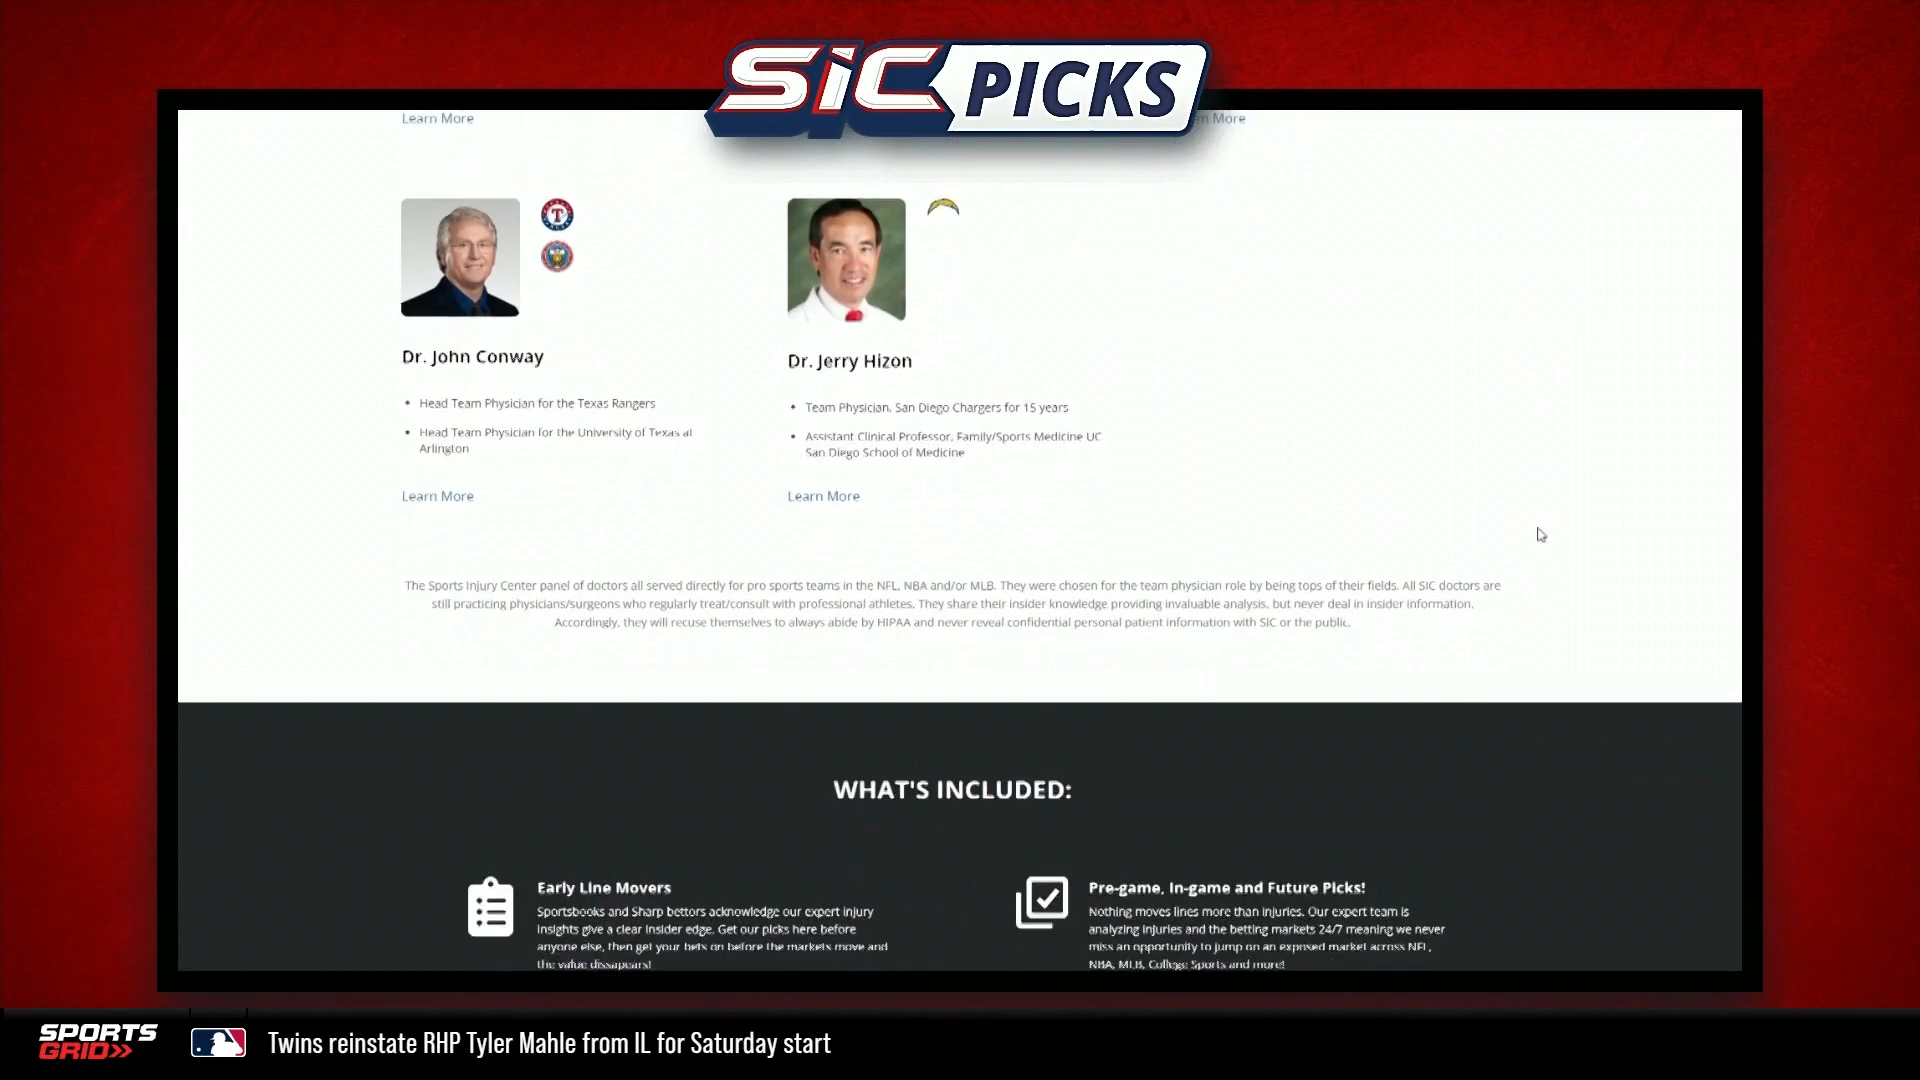 SiC PICKS
Learn More
rn More
T
Dr. John Conway
Dr. Jerry Hizon
• Head Team Physician for the Texas Rangers
• Head Team Physician for the University of Texas at
Arlington
• Team Physician, San Diego Chargers for 15 years
• Assistant Clinical Professor, Family/Sports Medicine UC
San Diego School of Medicine
Learn More
Learn More
The Sports Injury Center panel of doctors all served directly for pro sports teams in the NFL, NBA and/or MLB. They were chosen for the team physician role by being tops of their fields. All SIC doctors are
still practicing physicians/surgeons who regularly treat/consult with professional athletes. They share their insider knowledge providing invaluable analysis, but never deal in insider information.
Accordingly, they will recuse themselves to always abide by HIPAA and never reveal confidential personal patient information with SIC or the public.
WHAT'S INCLUDED:
Early Line Movers
Sportsbooks and Sharp bettors acknowledge our expert injury
insights give a clear insider edge. Get our picks here before
anyone else, then get your bets on before the markets move and
the value dissapears!
Pre-game, In-game and Future Picks!
Nothing moves lines more than injuries. Our expert team is
analyzing injuries and the betting markets 24/7 meaning we never
miss an opportunity to jump on an exposed market across NFL,
NBA, MLB, College Sports and more!
SPORTS
GRID
Twins reinstate RHP Tyler Mahle from IL for Saturday start